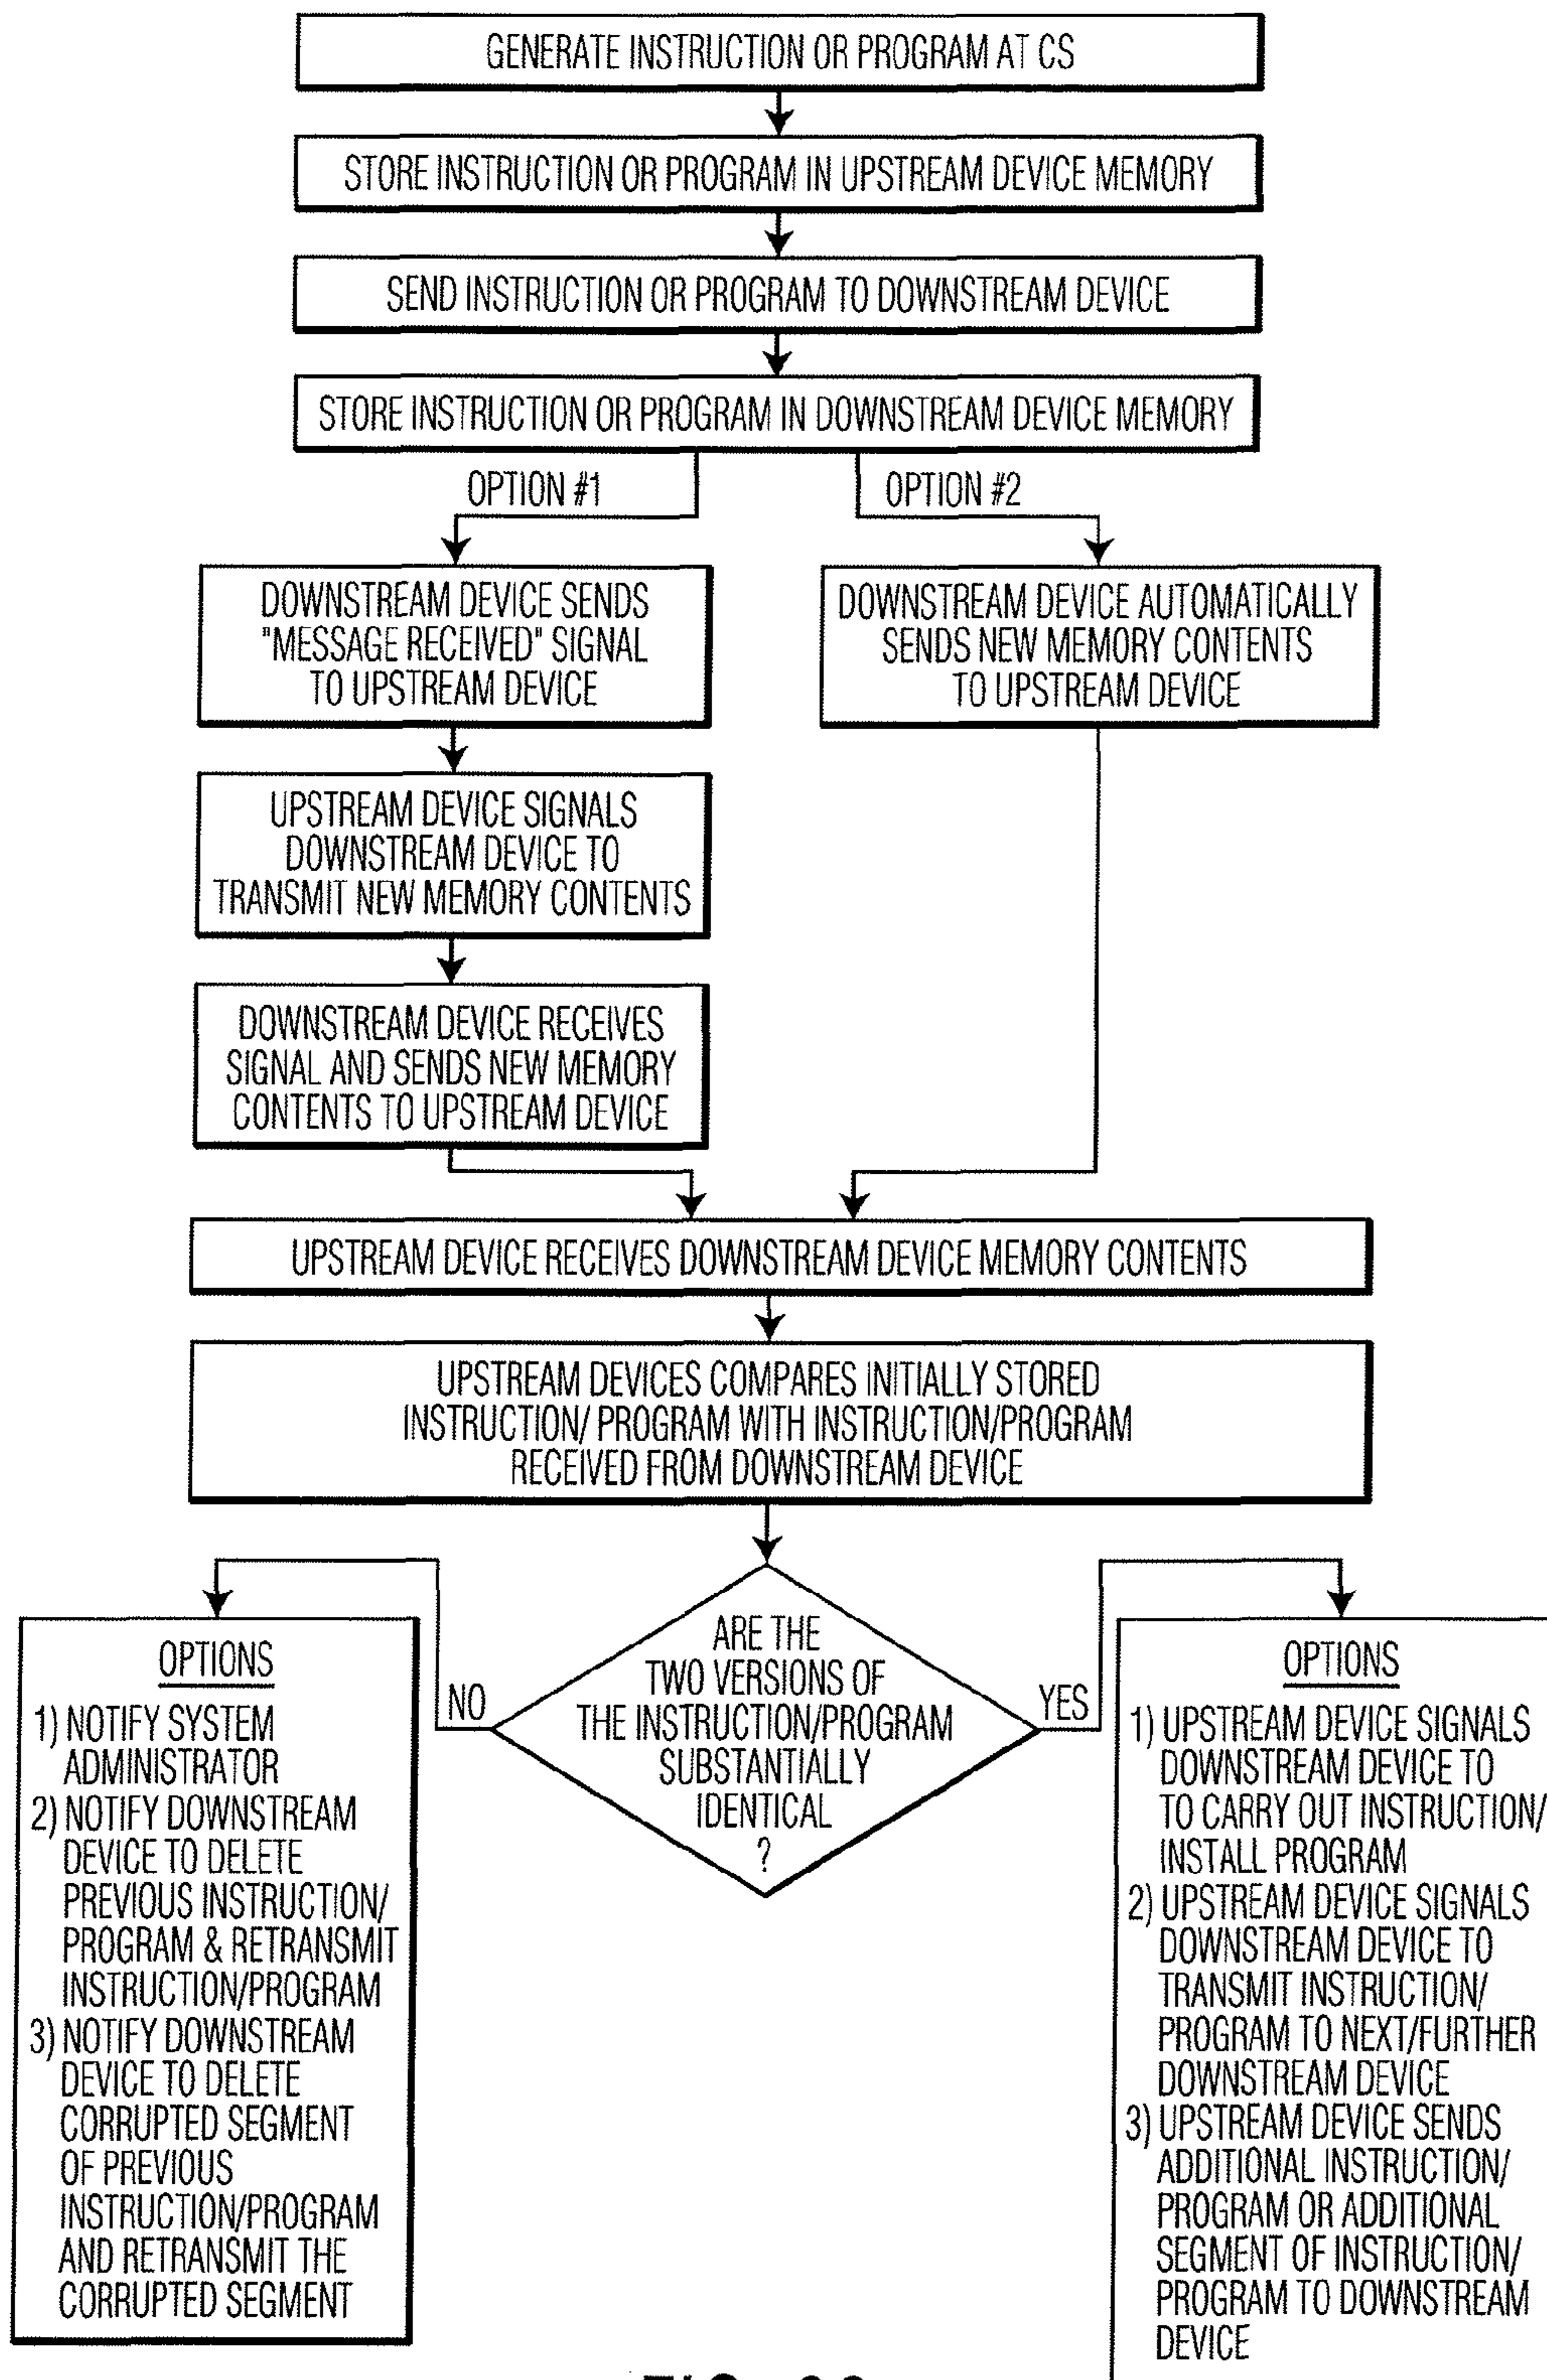 GENERATE INSTRUCTION OR PROGRAM AT CS
STORE INSTRUCTION OR PROGRAM IN UPSTREAM DEVICE MEMORY
SEND INSTRUCTION OR PROGRAM TO DOWNSTREAM DEVICE
STORE INSTRUCTION OR PROGRAM IN DOWNSTREAM DEVICE MEMORY
OPTION #1
OPTION #2
DOWNSTREAM DEVICE SENDS
"MESSAGE RECEIVED" SIGNAL
TO UPSTREAM DEVICE
DOWNSTREAM DEVICE AUTOMATICALLY
SENDS NEW MEMORY CONTENTS
TO UPSTREAM DEVICE
UPSTREAM DEVICE SIGNALS
DOWNSTREAM DEVICE TO
TRANSMIT NEW MEMORY CONTENTS
DOWNSTREAM DEVICE RECEIVES
SIGNAL AND SENDS NEW MEMORY
CONTENTS TO UPSTREAM DEVICE
UPSTREAM DEVICE RECEIVES DOWNSTREAM DEVICE MEMORY CONTENTS
UPSTREAM DEVICES COMPARES INITIALLY STORED
INSTRUCTION/ PROGRAM WITH INSTRUCTION/PROGRAM
RECEIVED FROM DOWNSTREAM DEVICE
ARE THE
TWO VERSIONS OF
THE INSTRUCTION/PROGRAM
SUBSTANTIALLY
IDENTICAL
?
NO
YES
OPTIONS
1) NOTIFY SYSTEM
ADMINISTRATOR
2) NOTIFY DOWNSTREAM
DEVICE TO DELETE
PREVIOUS INSTRUCTION/
PROGRAM & RETRANSMIT
INSTRUCTION/PROGRAM
3) NOTIFY DOWNSTREAM
DEVICE TO DELETE
CORRUPTED SEGMENT
OF PREVIOUS
INSTRUCTION/PROGRAM
AND RETRANSMIT THE
CORRUPTED SEGMENT
OPTIONS
1) UPSTREAM DEVICE SIGNALS
DOWNSTREAM DEVICE TO
TO CARRY OUT INSTRUCTION/
INSTALL PROGRAM
2) UPSTREAM DEVICE SIGNALS
DOWNSTREAM DEVICE TO
TRANSMIT INSTRUCTION/
PROGRAM TO NEXT/FURTHER
DOWNSTREAM DEVICE
3) UPSTREAM DEVICE SENDS
ADDITIONAL INSTRUCTION/
PROGRAM OR ADDITIONAL
SEGMENT OF INSTRUCTION/
PROGRAM TO DOWNSTREAM
DEVICE